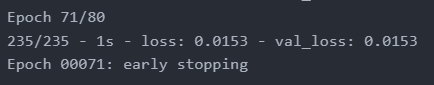 Epoch 71/80
235/235 - 1s - loss: 0.0153 - val_loss: 0.0153
Epoch 00071: early stopping